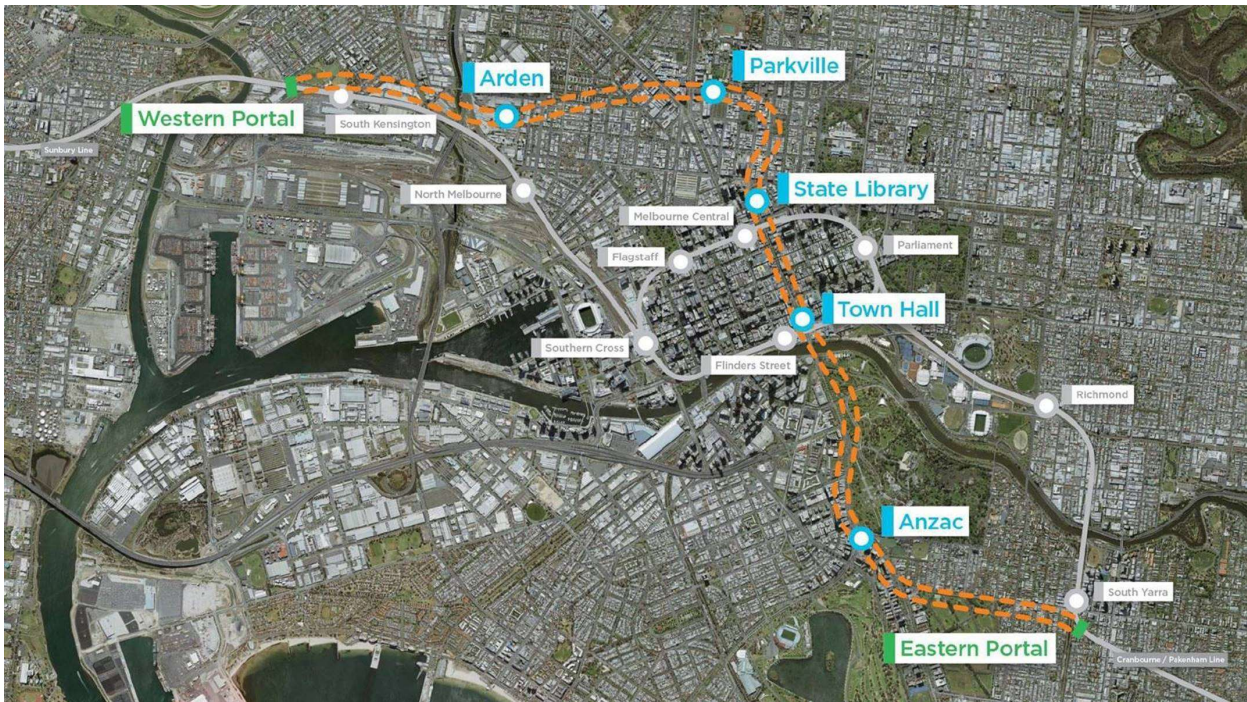 Arden
Parkville
Western Portal
South Kensington
Sunbury Line
North Melbourne
State Library
Melbourne Central
Parliament
Flagstaff
Town Hall
Southern Cross
Flinders Street
Richmond
Anzac
South Yarra
Eastern Portal
Cranbourne / Pakenham Line